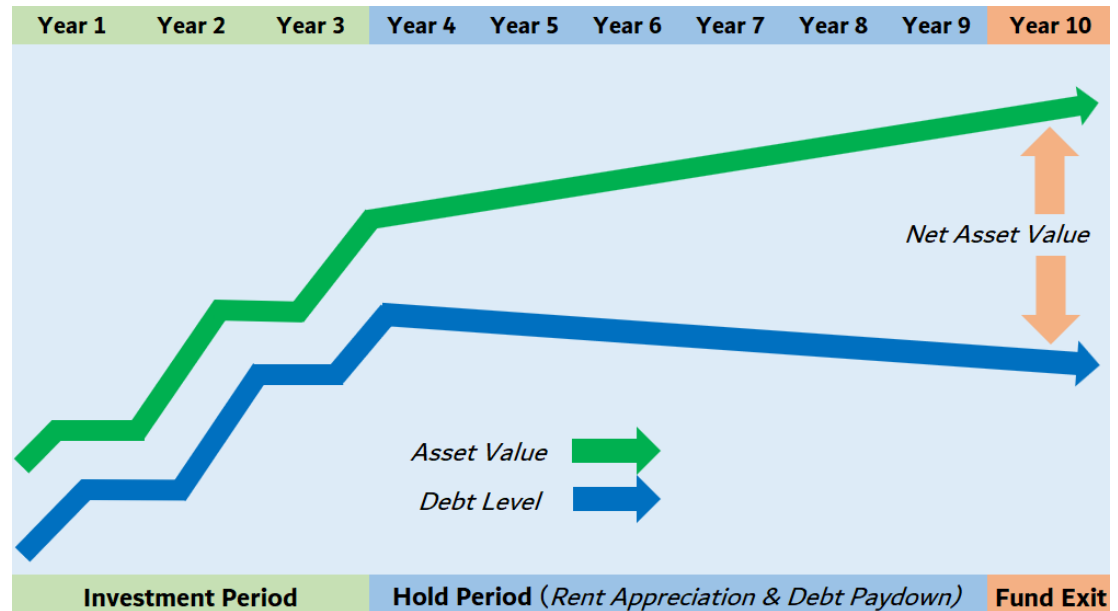 Year 1 Year 2 Year 3 Year 4 Year 5 Year 6 Year 7 Year 8 Year 9 Year 10
Net Asset Value
Asset Value
Debt Level
Investment Period Hold Period (Rent Appreciation & Debt Paydown) Fund Exit